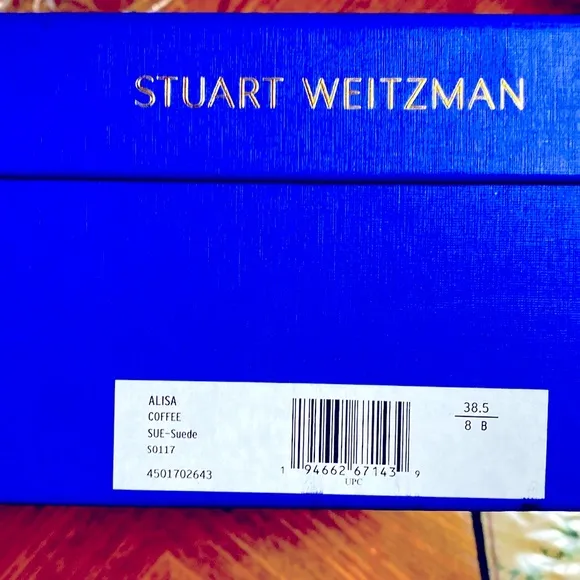 STUART WEITZMAN
ALISA
COFFEE
SUE-Suede
S0117
4501702643
1 94662 67143 9
UPC
38.5
8 B